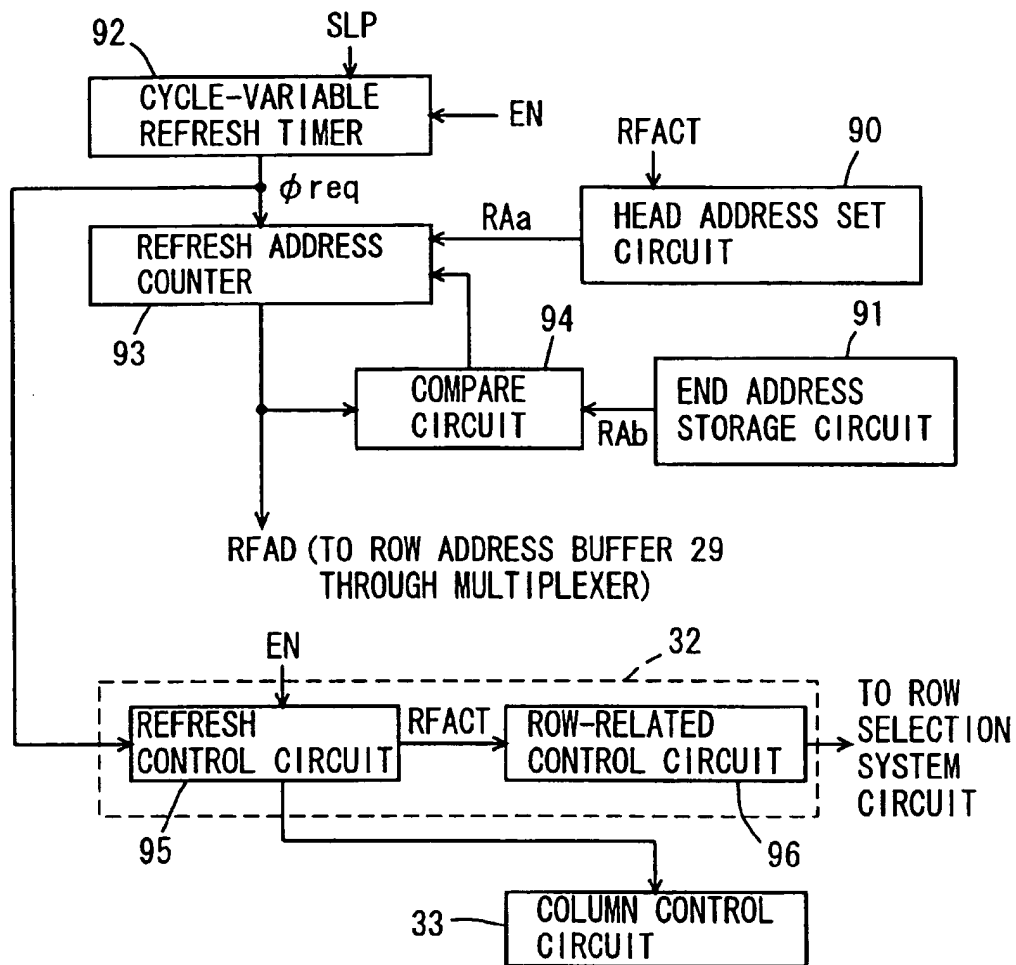 92
SLP
CYCLE-VARIABLE
REFRESH TIMER
EN
RFACT
90
φreq
RAa
HEAD ADDRESS SET
CIRCUIT
REFRESH ADDRESS
COUNTER
93
94
91
COMPARE
CIRCUIT
RAb
END ADDRESS
STORAGE CIRCUIT
RFAD (TO ROW ADDRESS BUFFER 29
THROUGH MULTIPLEXER)
EN
32
REFRESH
CONTROL CIRCUIT
RFACT
ROW-RELATED
CONTROL CIRCUIT
TO ROW
SELECTION
SYSTEM
CIRCUIT
95
96
33
COLUMN CONTROL
CIRCUIT